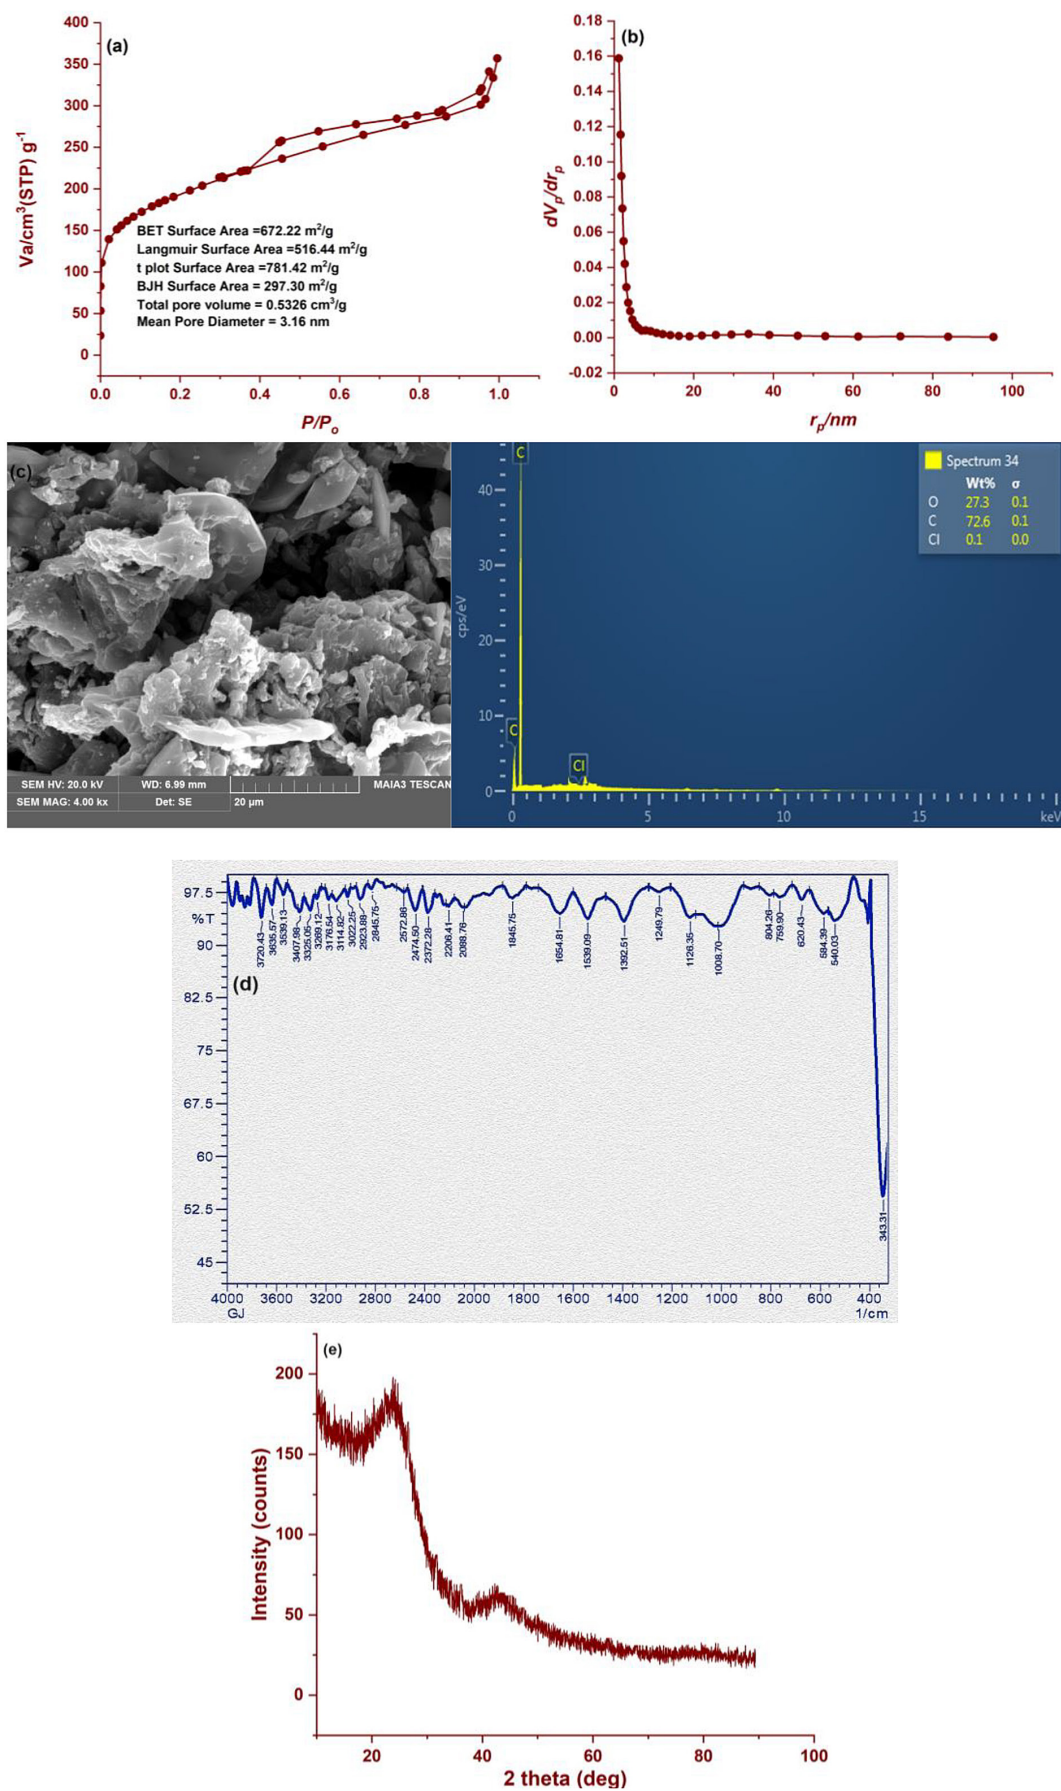 (a)
400
350
300
250
200
150
100
50
0
Va/cm³(STP) g⁻¹
BET Surface Area =672.22 m²/g
Langmuir Surface Area =516.44 m²/g
t plot Surface Area =781.42 m²/g
BJH Surface Area = 297.30 m²/g
Total pore volume = 0.5326 cm³/g
Mean Pore Diameter = 3.16 nm
0.0 0.2 0.4 0.6 0.8 1.0
P/Pₒ
(b)
0.18
0.16
0.14
0.12
0.10
0.08
0.06
0.04
0.02
0.00
-0.02
dVₚ/drₚ
0 20 40 60 80 100
rₚ/nm
(c)
SEM HV: 20.0 kV WD: 6.99 mm MAIA3 TESCAN
SEM MAG: 4.00 kx Det: SE 20 µm
C
Spectrum 34
Wt% σ
O 27.3 0.1
C 72.6 0.1
Cl 0.1 0.0
40
30
20
10
0
cps/eV
C
Cl
0 5 10 15 keV
97.5
%T
90
82.5
75
67.5
60
52.5
45
3720.43
3635.57
3539.13
3407.98
3325.05
3269.12
3176.54
3114.82
3022.25
2923.88
2845.75
2572.86
2474.50
2372.28
2206.41
2088.76
1845.75
1654.81
1539.09
1392.51
1249.79
1126.35
1008.70
804.26
759.90
620.43
584.39
540.03
343.31
(d)
4000 3600 3200 2800 2400 2000 1800 1600 1400 1200 1000 800 600 400
GJ 1/cm
(e)
200
150
100
50
0
Intensity (counts)
20 40 60 80 100
2 theta (deg)